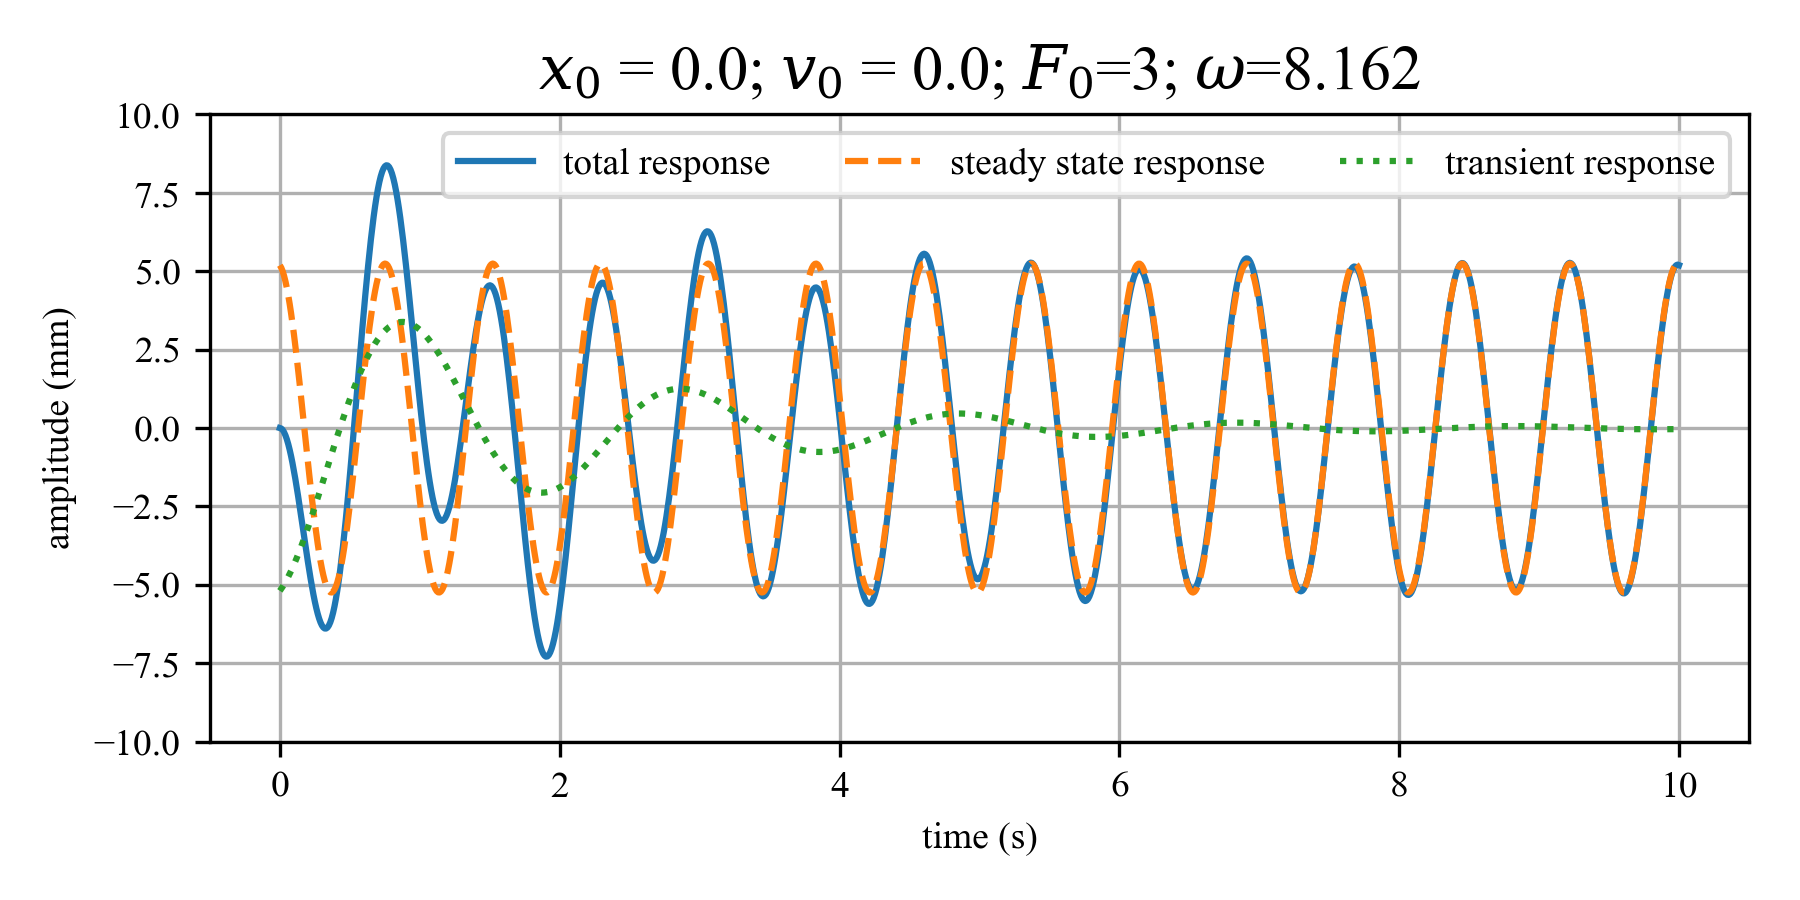 x₀ = 0.0; v₀ = 0.0; F₀=3; ω=8.162
total response
steady state response
transient response
10.0
7.5
5.0
2.5
0.0
−2.5
−5.0
−7.5
−10.0
amplitude (mm)
0 2 4 6 8 10
time (s)